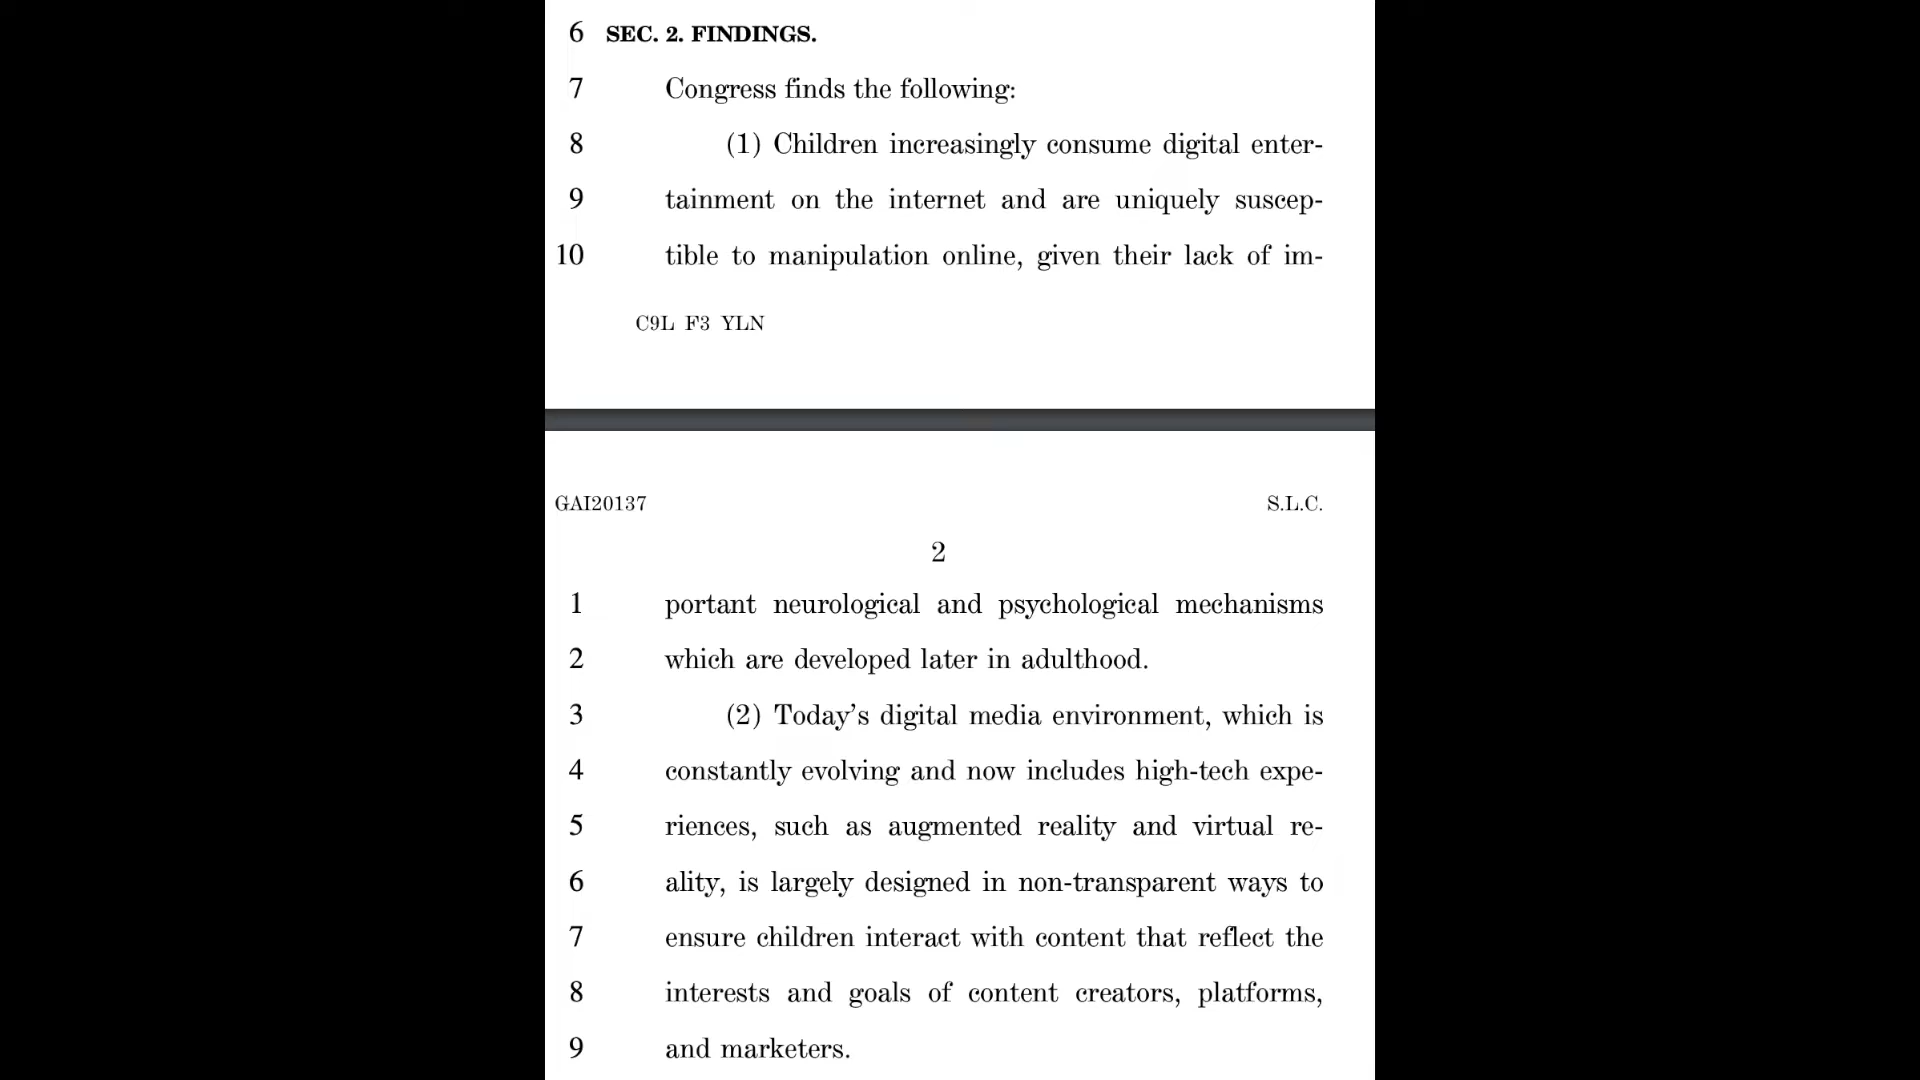 6 SEC. 2. FINDINGS.
7 Congress finds the following:
8 (1) Children increasingly consume digital enter-
9 tainment on the internet and are uniquely suscep-
10 tible to manipulation online, given their lack of im-
C9L F3 YLN
GAI20137 S.L.C.
2
1 portant neurological and psychological mechanisms
2 which are developed later in adulthood.
3 (2) Today's digital media environment, which is
4 constantly evolving and now includes high-tech expe-
5 riences, such as augmented reality and virtual re-
6 ality, is largely designed in non-transparent ways to
7 ensure children interact with content that reflect the
8 interests and goals of content creators, platforms,
9 and marketers.